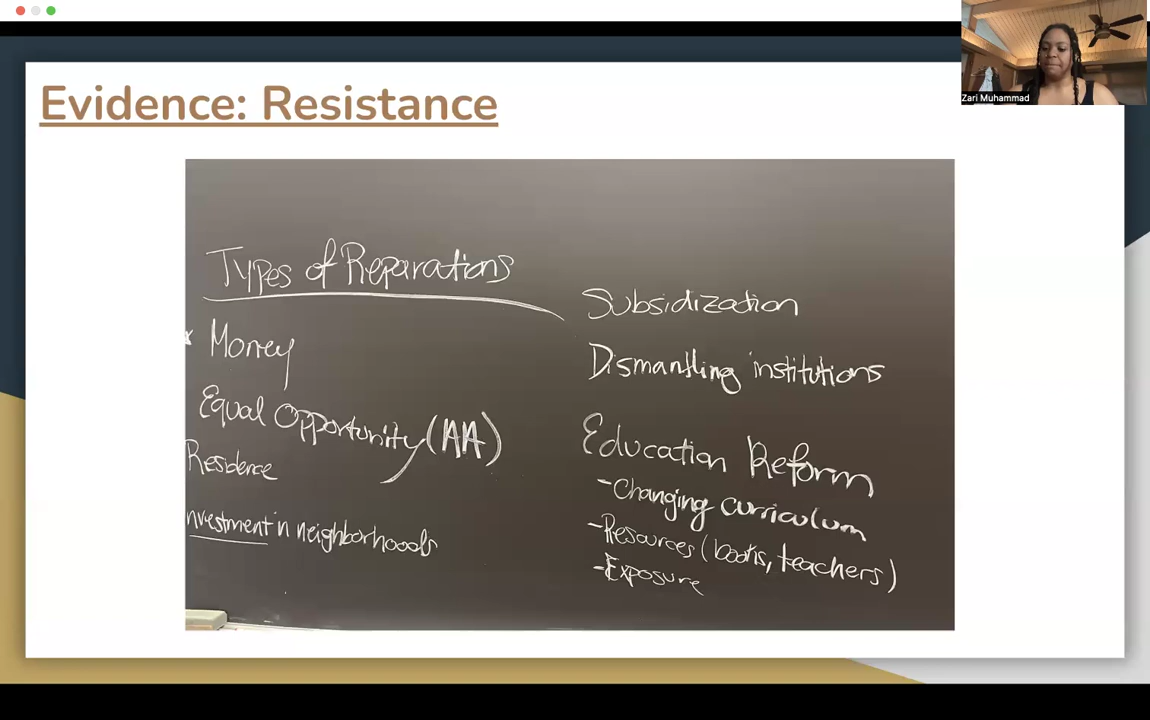 Evidence: Resistance
Zari Muhammad
Types of Reparations
Money
Equal Opportunity (AA)
Residence
nvestment in neighborhoods
Subsidization
Dismantling institutions
Education Reform
- Changing curriculum
- Resources (books, teachers)
- Exposure